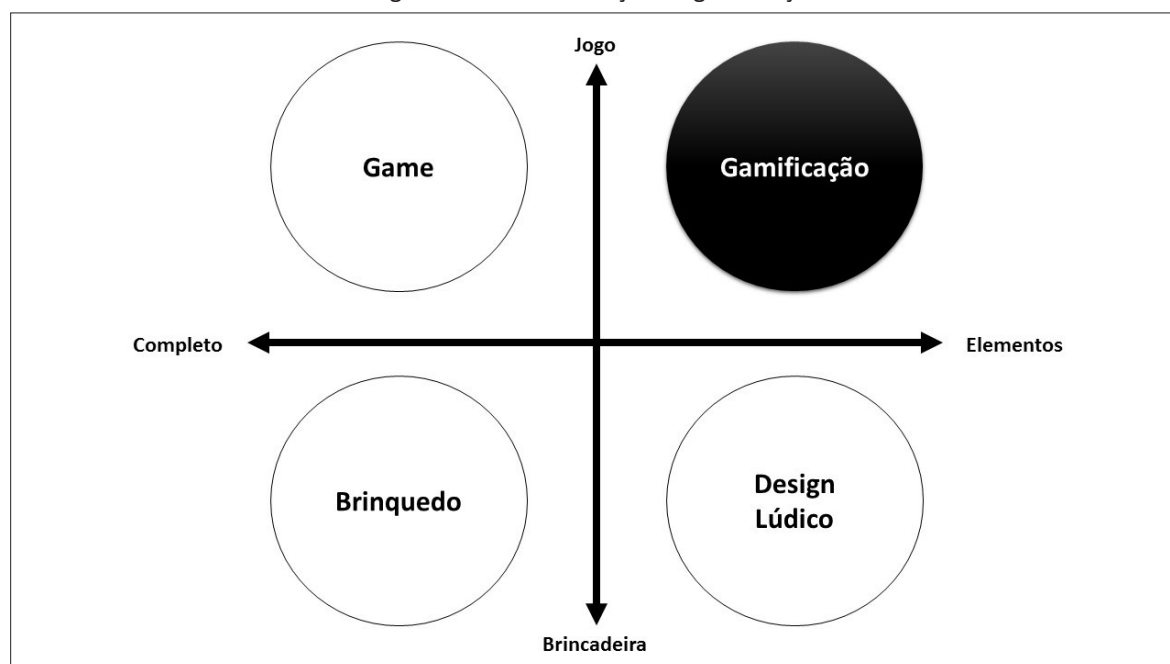 Jogo
Game
Gamificação
Completo
Elementos
Brinquedo
Design
Lúdico
Brincadeira